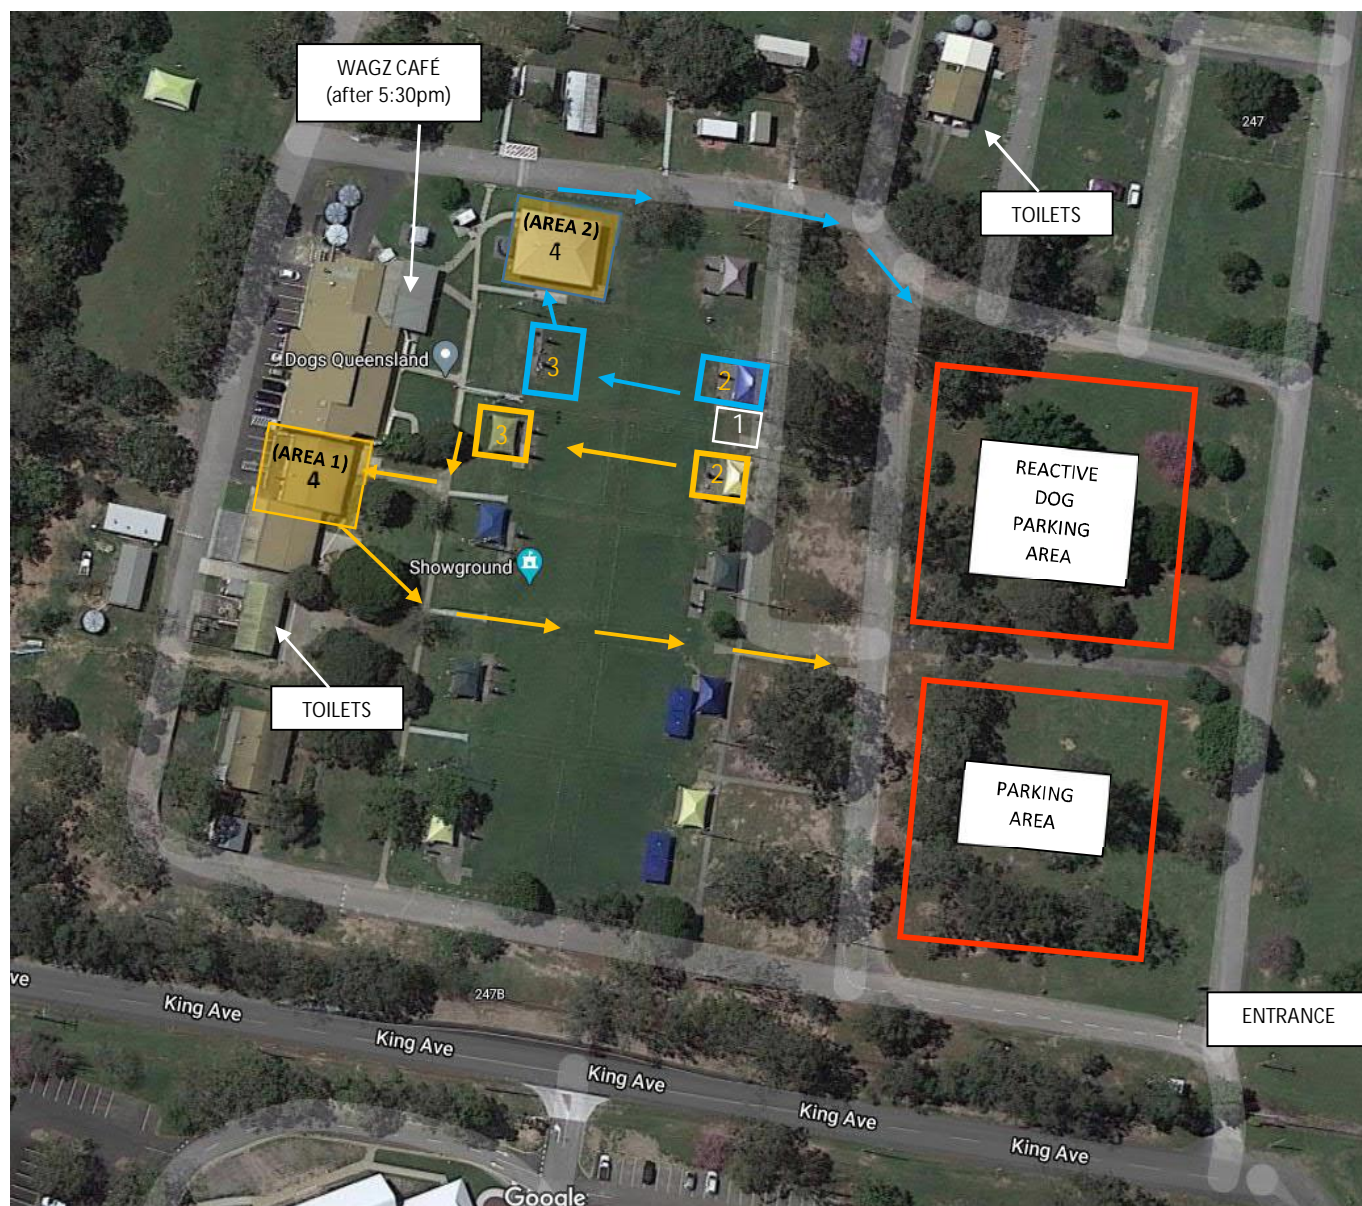 WAGZ CAFÉ
(after 5:30pm)
247
TOILETS
(AREA 2)
4
Dogs Queensland
3
2
1
3
2
(AREA 1)
4
REACTIVE
DOG
PARKING
AREA
Showground
TOILETS
PARKING
AREA
ve
King Ave
247B
King Ave
King Ave
King Ave
King Ave
ENTRANCE
Google